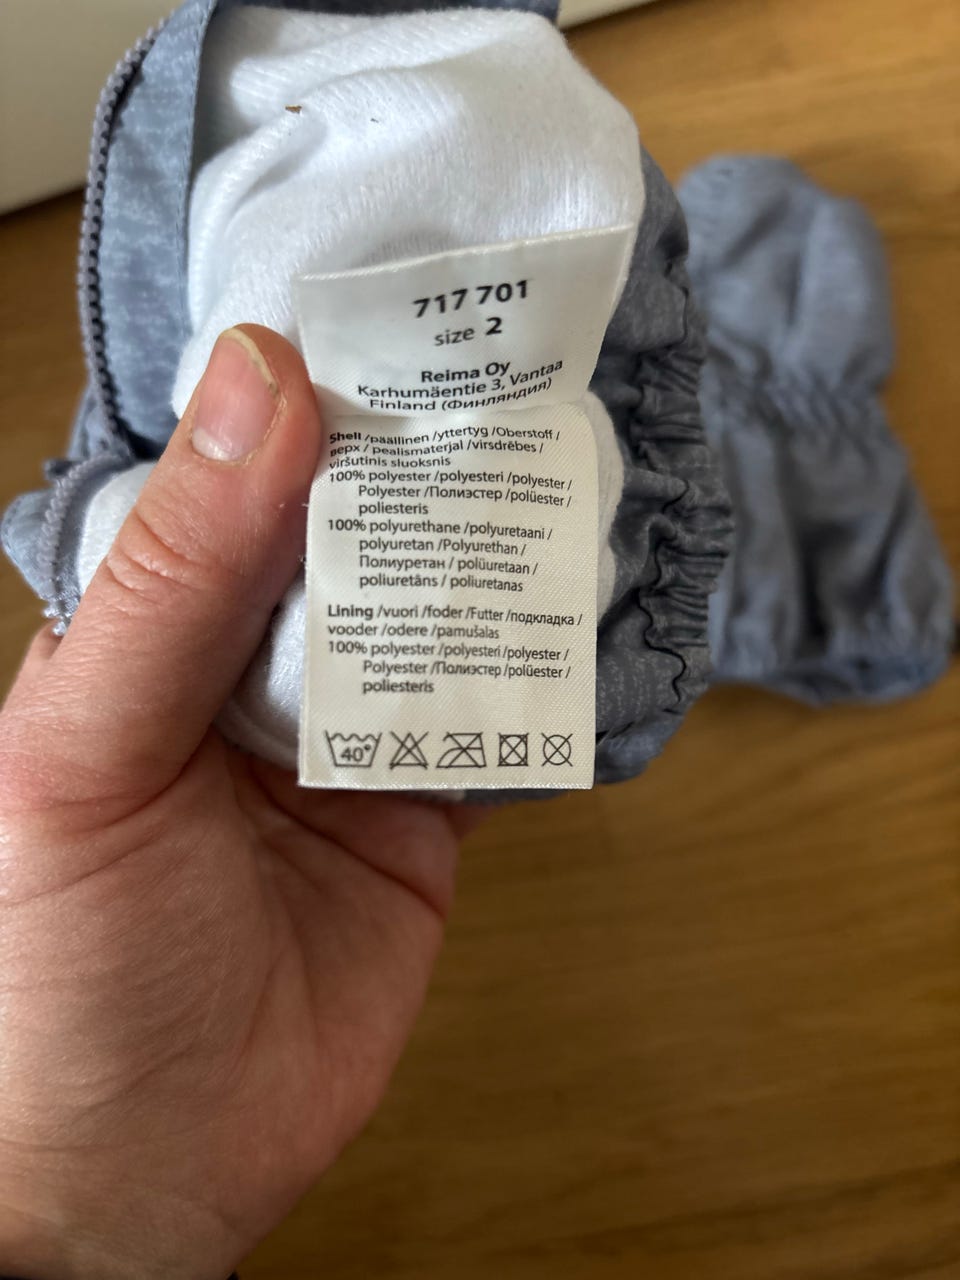 717 701
size 2
Reima Oy
Karhumäentie 3, Vantaa
Finland (Финляндия)
Shell /päällinen /yttertyg /Oberstoff /
верх / pealismaterjal /virsdrēbes /
viršutinis sluoksnis
100% polyester /polyesteri /polyester /
Polyester /Полиэстер /polüester /
poliesteris
100% polyurethane /polyuretaani /
polyuretan /Polyurethan /
Полиуретан / polüuretaan /
poliuretāns / poliuretanas
Lining /vuori /foder /Futter /подкладка /
vooder /odere /pamušalas
100% polyester /polyesteri /polyester /
Polyester /Полиэстер /polüester /
poliesteris
40°